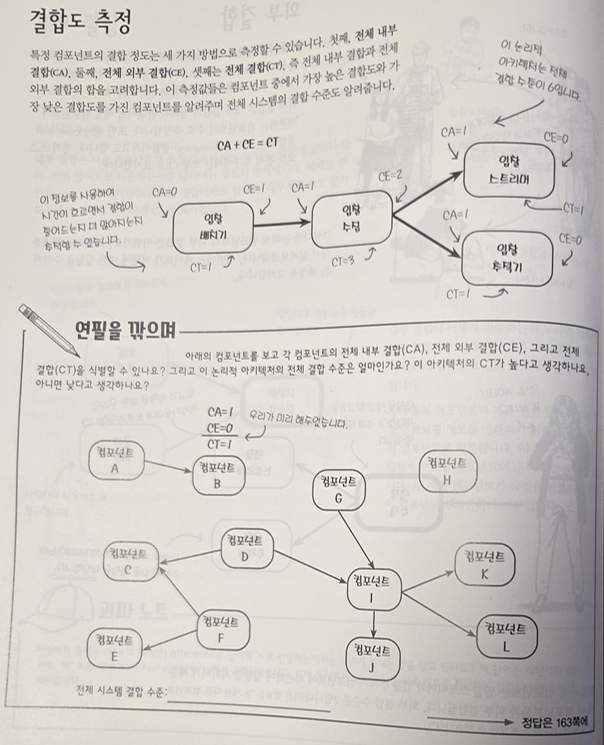 결합도 측정
특정 컴포넌트의 결합 정도는 세 가지 방법으로 측정할 수 있습니다. 첫째, 전체 내부
결합(CA), 둘째, 전체 외부 결합(CE), 셋째는 전체 결합(CT), 즉 전체 내부 결합과 전체
외부 결합의 합을 고려합니다. 이 측정값들은 컴포넌트 중에서 가장 높은 결합도와 가
장 낮은 결합도를 가진 컴포넌트를 알려주며 전체 시스템의 결합 수준도 알려줍니다.
CA + CE = CT
이 논리적
아키텍처는 전체
결합 수준이 6입니다.
이 정보를 사용하여
시간이 흐르면서 결합이
줄어드는지 더 많아지는지
추적할 수 있습니다.
CA=0
CE=1
입찰
배치기
CT=1
CA=1
CE=2
입찰
수집
CT=3
CA=1
CE=0
입찰
스트리머
CT=1
CA=1
CE=0
입찰
추적기
CT=1
연필을 깎으며
아래의 컴포넌트를 보고 각 컴포넌트의 전체 내부 결합(CA), 전체 외부 결합(CE), 그리고 전체
결합(CT)을 식별할 수 있나요? 그리고 이 논리적 아키텍처의 전체 결합 수준은 얼마인가요? 이 아키텍처의 CT가 높다고 생각하나요,
아니면 낮다고 생각하나요?
CA=1
CE=0
CT=1
우리가 미리 해두었습니다.
컴포넌트
A
컴포넌트
B
컴포넌트
G
컴포넌트
H
컴포넌트
C
컴포넌트
D
컴포넌트
I
컴포넌트
K
컴포넌트
E
컴포넌트
F
컴포넌트
J
컴포넌트
L
전체 시스템 결합 수준:
정답은 163쪽에